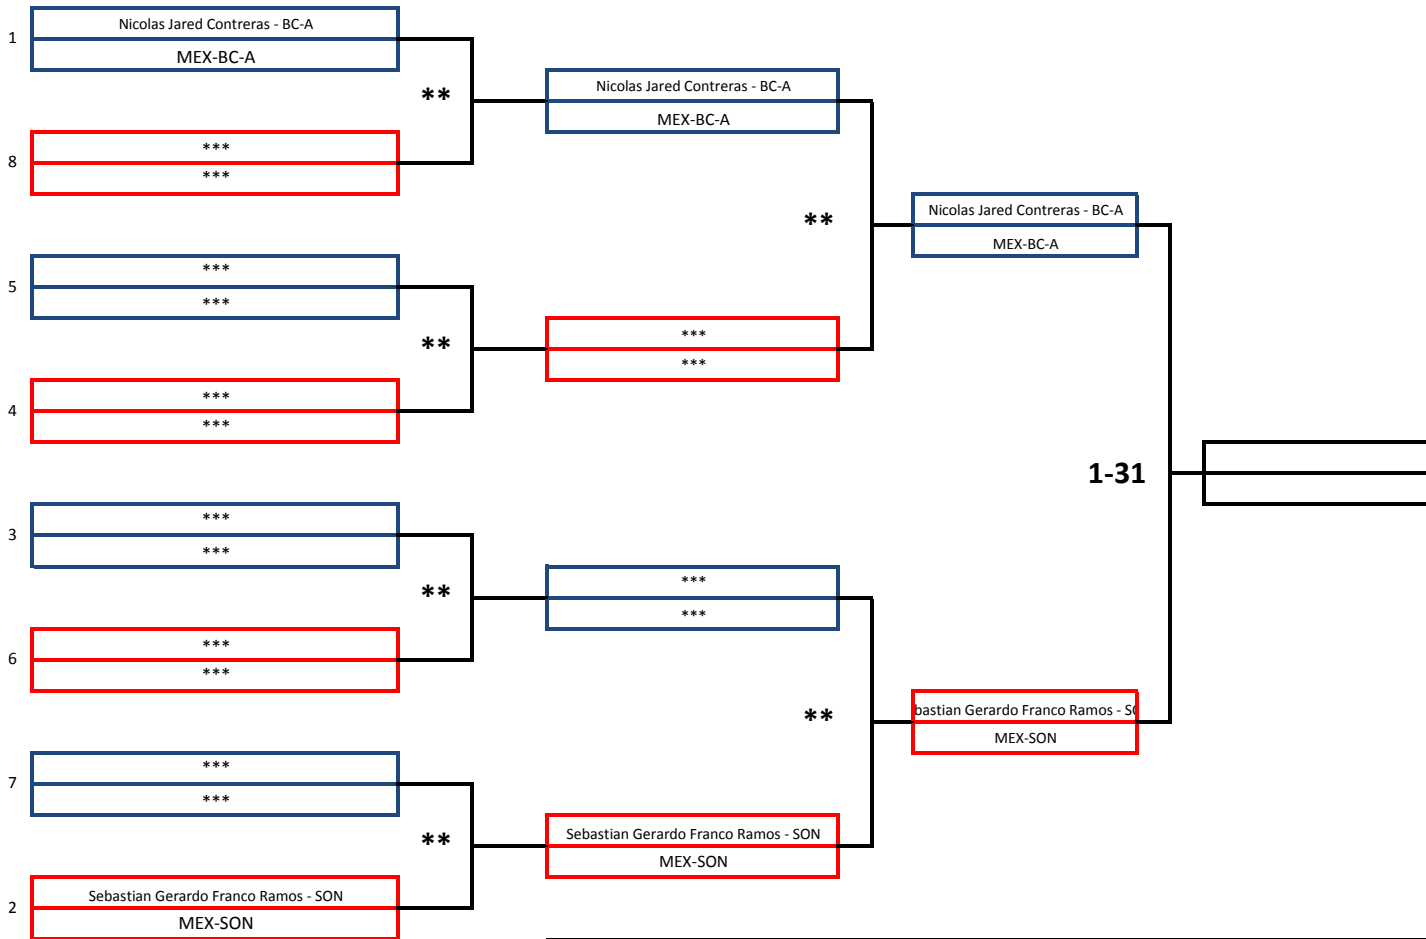 Nicolas Jared Contreras - BC-A
1
MEX-BC-A
**
***
8
***
Nicolas Jared Contreras - BC-A
MEX-BC-A
**
***
5
***
**
***
4
***
***
***
Nicolas Jared Contreras - BC-A
MEX-BC-A
1-31
***
3
***
**
***
6
***
***
***
**
bastian Gerardo Franco Ramos - SO
MEX-SON
***
7
***
**
Sebastian Gerardo Franco Ramos - SON
2
MEX-SON
Sebastian Gerardo Franco Ramos - SON
MEX-SON